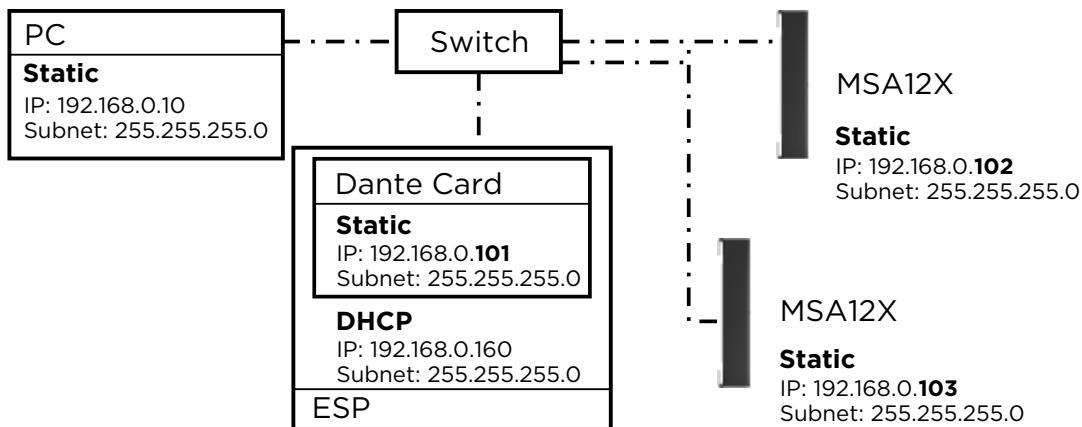 PC
Static
IP: 192.168.0.10
Subnet: 255.255.255.0
Switch
Dante Card
Static
IP: 192.168.0.101
Subnet: 255.255.255.0
DHCP
IP: 192.168.0.160
Subnet: 255.255.255.0
ESP
MSA12X
Static
IP: 192.168.0.102
Subnet: 255.255.255.0
MSA12X
Static
IP: 192.168.0.103
Subnet: 255.255.255.0